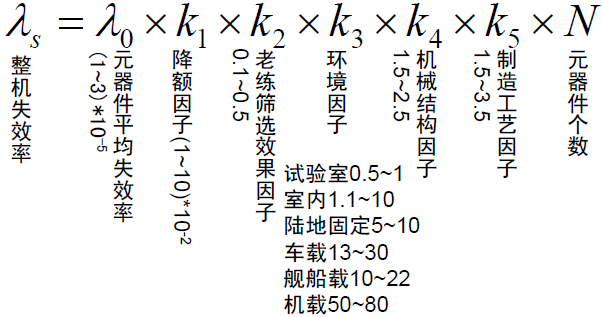 λs = λ0 × k1 × k2 × k3 × k4 × k5 × N
整机失效率
元器件平均失效率
(1~3)*10-5
降额因子(1~10)*10-2
老练筛选效果因子
0.1~0.5
环境因子
机械结构因子
1.5~2.5
制造工艺因子
1.5~3.5
元器件个数
试验室0.5~1
室内1.1~10
陆地固定5~10
车载13~30
舰船载10~22
机载50~80